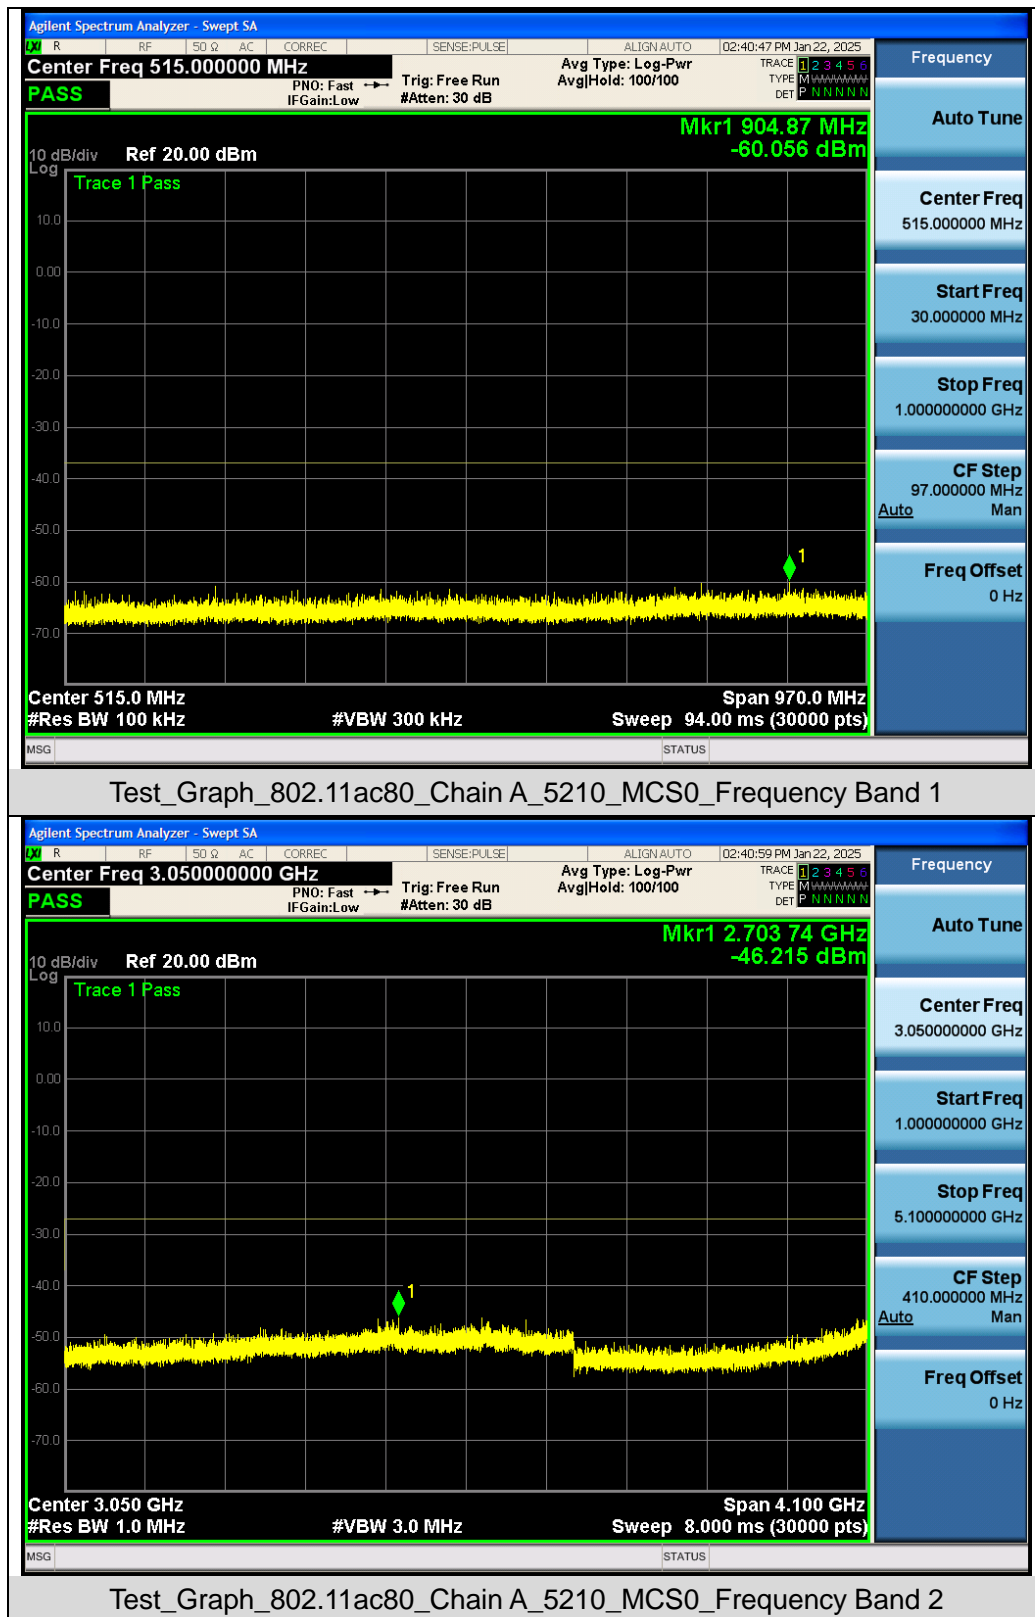 Agilent Spectrum Analyzer - Swept SA
LXI R RF 50 Ω AC CORREC SENSE:PULSE ALIGN AUTO 02:40:47 PM Jan 22, 2025
Center Freq 515.000000 MHz
PASS
PNO: Fast
IFGain:Low
Trig: Free Run
#Atten: 30 dB
Avg Type: Log-Pwr
Avg|Hold: 100/100
TRACE 1 2 3 4 5 6
TYPE M
DET P N N N N N
Mkr1 904.87 MHz
-60.056 dBm
10 dB/div Ref 20.00 dBm
Log
Trace 1 Pass
10.0
0.00
-10.0
-20.0
-30.0
-40.0
-50.0
-60.0
-70.0
1
Center 515.0 MHz Span 970.0 MHz
#Res BW 100 kHz #VBW 300 kHz Sweep 94.00 ms (30000 pts)
MSG STATUS
Frequency
Auto Tune
Center Freq
515.000000 MHz
Start Freq
30.000000 MHz
Stop Freq
1.000000000 GHz
CF Step
97.000000 MHz
Auto Man
Freq Offset
0 Hz
Test_Graph_802.11ac80_Chain A_5210_MCS0_Frequency Band 1
Agilent Spectrum Analyzer - Swept SA
LXI R RF 50 Ω AC CORREC SENSE:PULSE ALIGN AUTO 02:40:59 PM Jan 22, 2025
Center Freq 3.050000000 GHz
PASS
PNO: Fast
IFGain:Low
Trig: Free Run
#Atten: 30 dB
Avg Type: Log-Pwr
Avg|Hold: 100/100
TRACE 1 2 3 4 5 6
TYPE M
DET P N N N N N
Mkr1 2.703 74 GHz
-46.215 dBm
10 dB/div Ref 20.00 dBm
Log
Trace 1 Pass
10.0
0.00
-10.0
-20.0
-30.0
-40.0
-50.0
-60.0
-70.0
1
Center 3.050 GHz Span 4.100 GHz
#Res BW 1.0 MHz #VBW 3.0 MHz Sweep 8.000 ms (30000 pts)
MSG STATUS
Frequency
Auto Tune
Center Freq
3.050000000 GHz
Start Freq
1.000000000 GHz
Stop Freq
5.100000000 GHz
CF Step
410.000000 MHz
Auto Man
Freq Offset
0 Hz
Test_Graph_802.11ac80_Chain A_5210_MCS0_Frequency Band 2